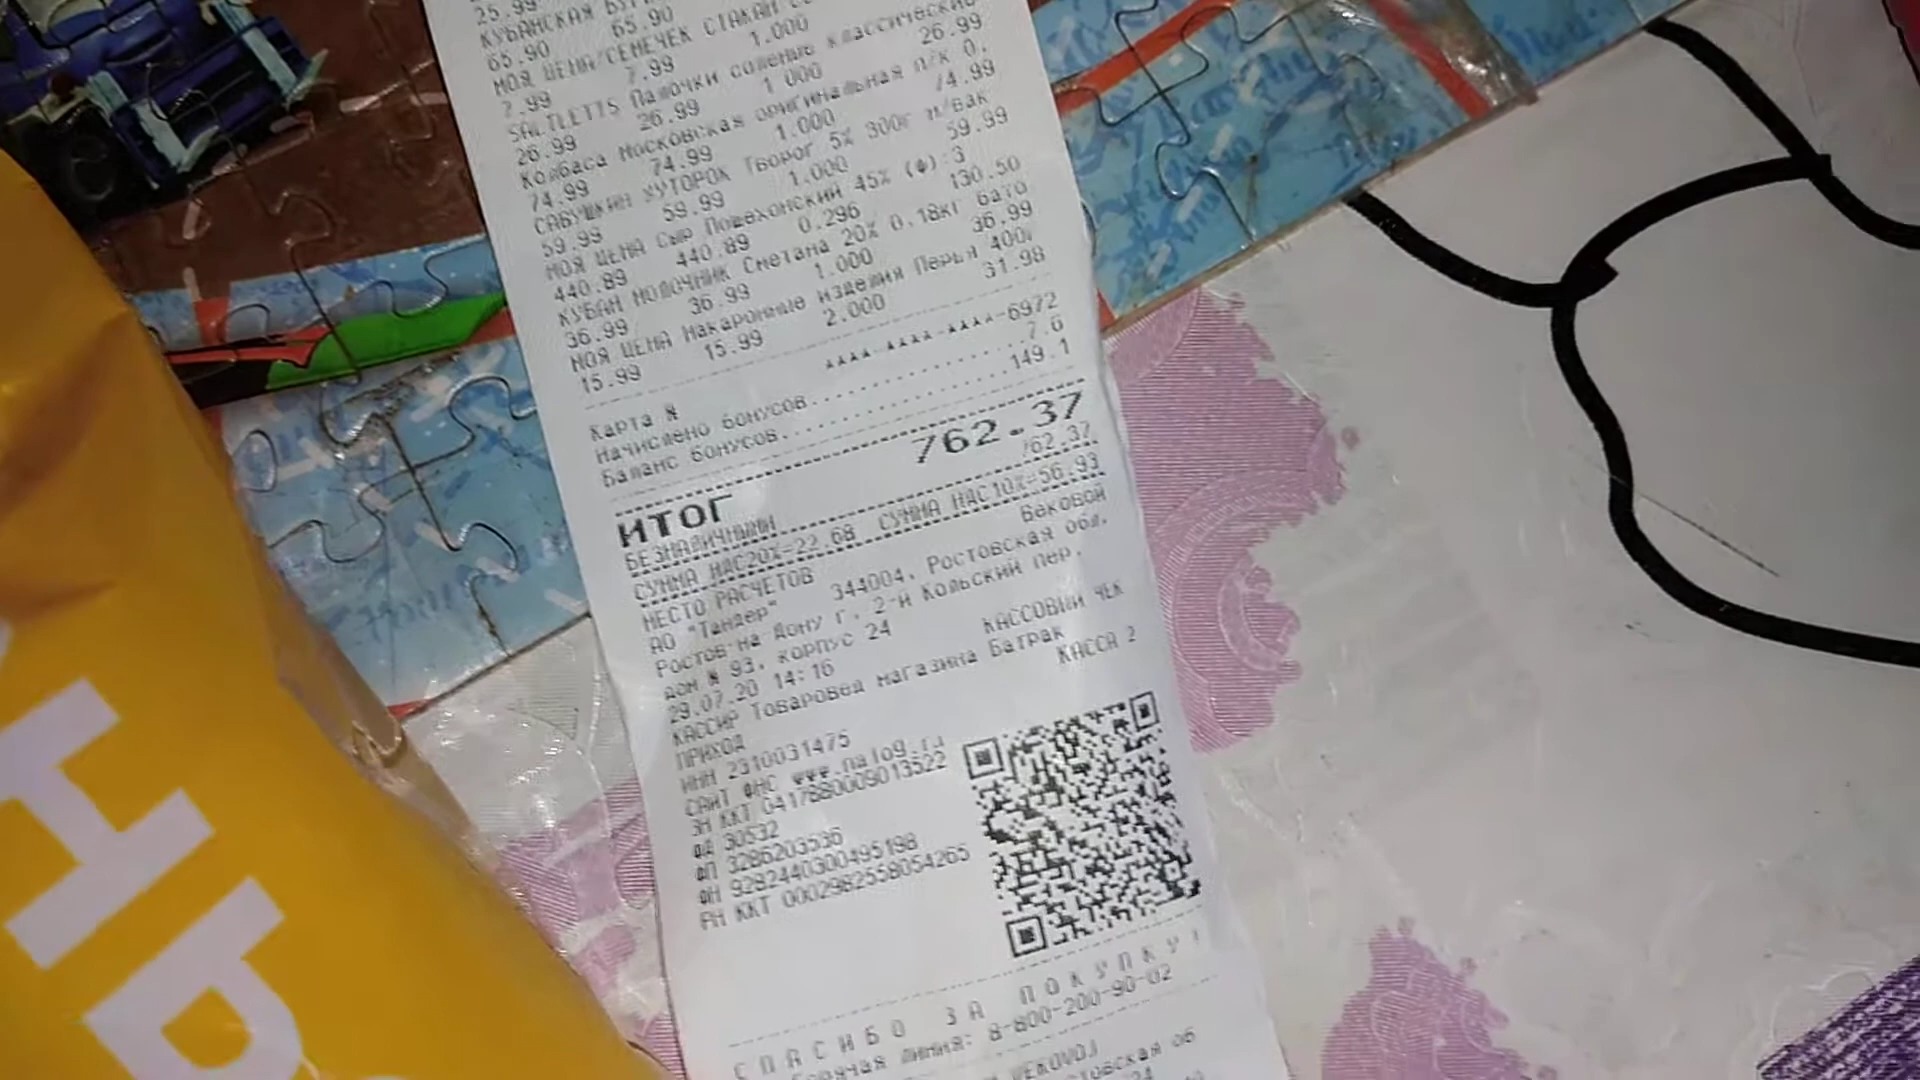 25.99
КУБАНСКАЯ
65.90 65.90
МОЯ ЦЕНА/СЕМЕЧЕК СТАКАН
7.99 7.99 1.000
SALTLETTS Палочки соленые классические
26.99 26.99 1 000 26.99
Колбаса Московская оригинальная п/к 0,
74.99 74.99 1.000 74.99
САБУШКИН ХУТОРОК Творог 5% 300г п/вак
59.99 59.99 1.000 59.99
МОЯ ЦЕНА Сыр Пошехонский 45% (ф):3
440.89 440.89 0.296 130.50
КУБАН МОЛОЧНИК Сметана 20% 0,18кг бато
36.99 36.99 1.000 36.99
МОЯ ЦЕНА Макаронные изделия Перья 400г
15.99 15.99 2.000 31.98
Карта № ****-****-****-6972
Начислено бонусов 7.6
Баланс бонусов 149.1
ИТОГ 762.37
БЕЗНАЛИЧНЫМИ 762.37
СУММА НДС20%=22.68 СУММА НДС10%=56.93
МЕСТО РАСЧЕТОВ Бековой
АО "Тандер" 344004, Ростовская обл,
Ростов-на-Дону г, 2-й Кольский пер,
дом № 93, корпус 24
29.07.20 14:16 КАССОВЫЙ ЧЕК
КАССИР Товаровед магазина Батрак
ПРИХОД КАССА 2
ИНН 2310031475
САЙТ ФНС www.nalog.ru
ЗН ККТ 0417880009013522
ФД 30532
ФП 3286203536
ФН 9282440300495198
РН ККТ 0002982558054265
СПАСИБО ЗА ПОКУПКУ!
Горячая линия: 8-800-200-90-02